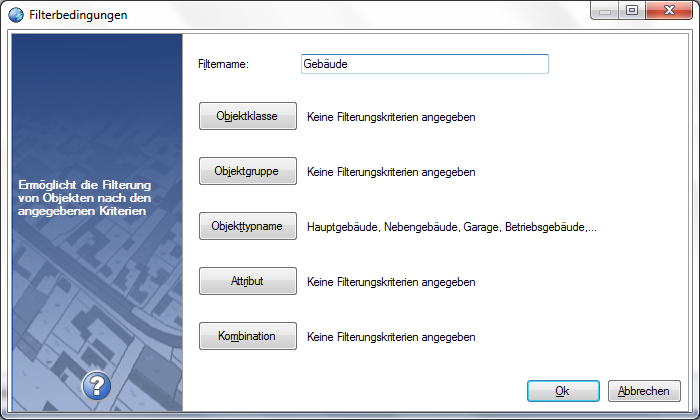 Filterbedingungen
Filtername: Gebäude
Ermöglicht die Filterung
von Objekten nach den
angegebenen Kriterien
Objektklasse Keine Filterungskriterien angegeben
Objektgruppe Keine Filterungskriterien angegeben
Objekttypname Hauptgebäude, Nebengebäude, Garage, Betriebsgebäude,...
Attribut Keine Filterungskriterien angegeben
Kombination Keine Filterungskriterien angegeben
?
Ok Abbrechen